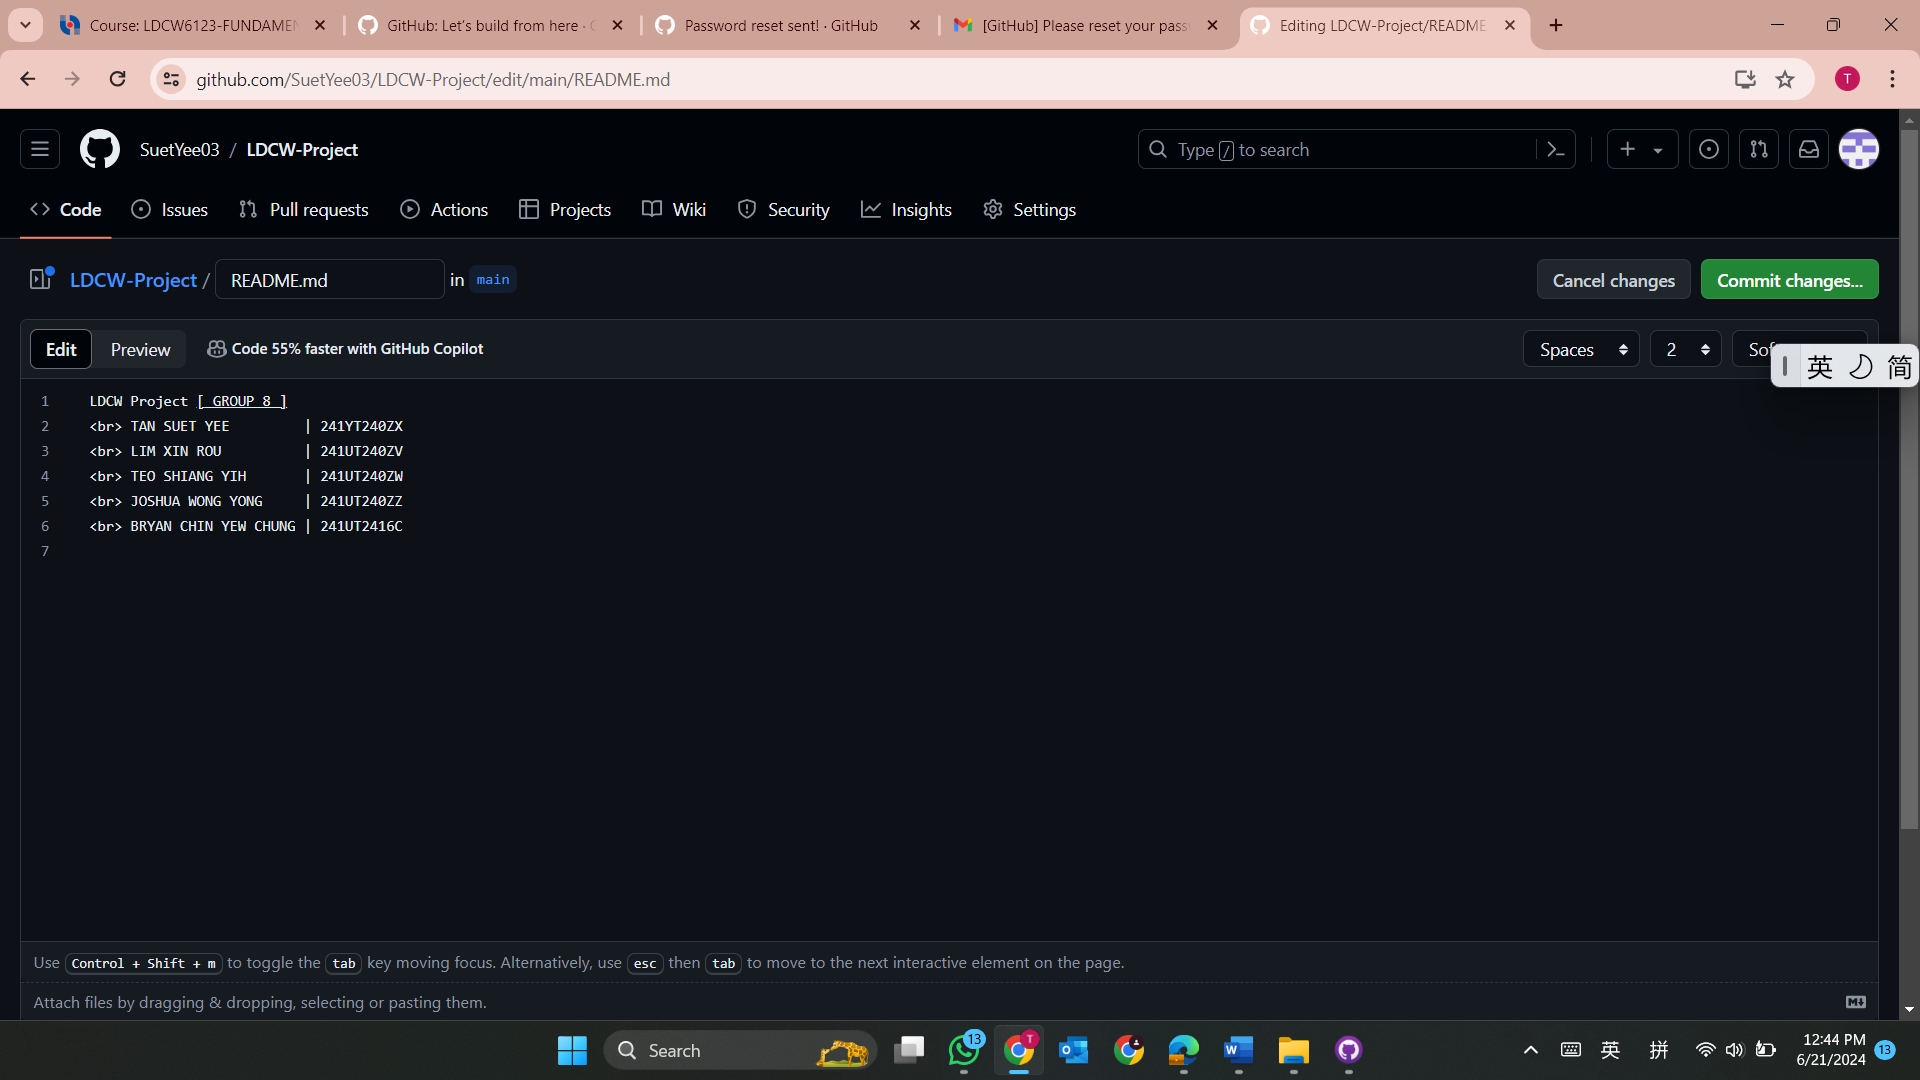 Course: LDCW6123-FUNDAMEN
GitHub: Let's build from here · G
Password reset sent! · GitHub
[GitHub] Please reset your passw
Editing LDCW-Project/README
github.com/SuetYee03/LDCW-Project/edit/main/README.md
T
SuetYee03 / LDCW-Project
Type / to search
Code
Issues
Pull requests
Actions
Projects
Wiki
Security
Insights
Settings
LDCW-Project / README.md in main
Cancel changes
Commit changes...
Edit
Preview
Code 55% faster with GitHub Copilot
Spaces
2
Sof
英 简
1 LDCW Project [ GROUP 8 ]
2 <br> TAN SUET YEE | 241YT240ZX
3 <br> LIM XIN ROU | 241UT240ZV
4 <br> TEO SHIANG YIH | 241UT240ZW
5 <br> JOSHUA WONG YONG | 241UT240ZZ
6 <br> BRYAN CHIN YEW CHUNG | 241UT2416C
7
Use Control + Shift + m to toggle the tab key moving focus. Alternatively, use esc then tab to move to the next interactive element on the page.
Attach files by dragging & dropping, selecting or pasting them.
Search
13
T
英
拼
12:44 PM
6/21/2024
13